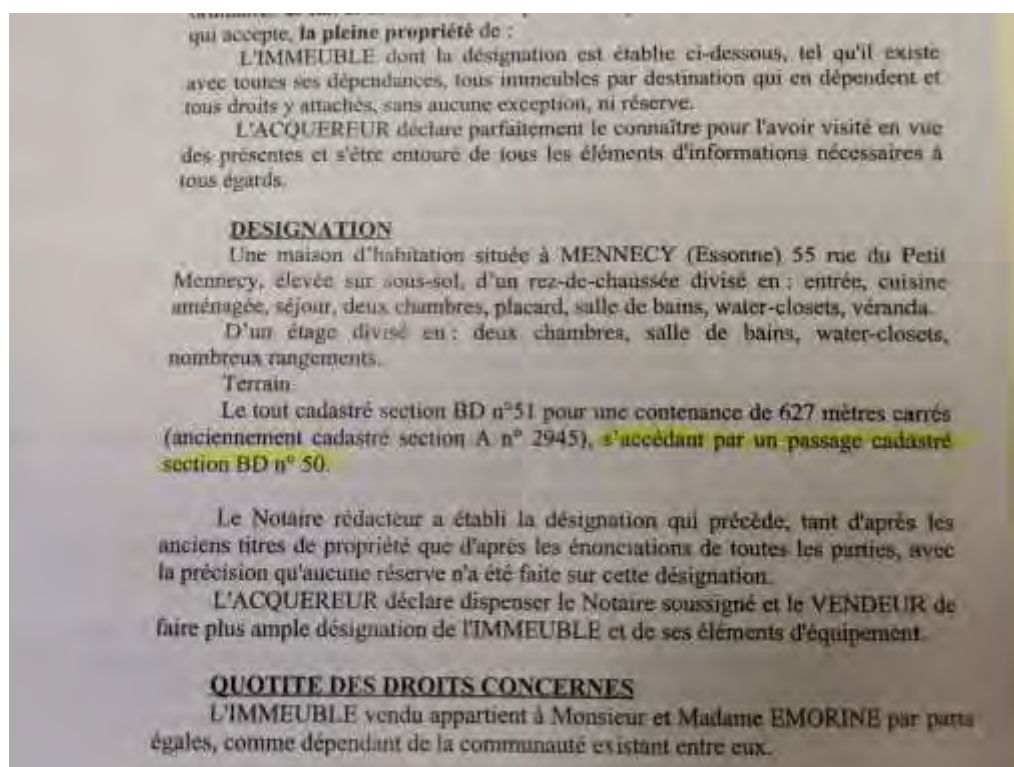 qui accepte, la pleine propriété de :
L'IMMEUBLE dont la désignation est établie ci-dessous, tel qu'il existe
avec toutes ses dépendances, tous immeubles par destination qui en dépendent et
tous droits y attachés, sans aucune exception, ni réserve.
L'ACQUEREUR déclare parfaitement le connaître pour l'avoir visité en vue
des présentes et s'être entouré de tous les éléments d'informations nécessaires à
tous égards.
DESIGNATION
Une maison d'habitation située à MENNECY (Essonne) 55 rue du Petit
Mennecy, élevée sur sous-sol, d'un rez-de-chaussée divisé en : entrée, cuisine
aménagée, séjour, deux chambres, placard, salle de bains, water-closets, véranda.
D'un étage divisé en : deux chambres, salle de bains, water-closets,
nombreux rangements.
Terrain
Le tout cadastré section BD n°51 pour une contenance de 627 mètres carrés
(anciennement cadastré section A n° 2945), s'accédant par un passage cadastré
section BD n° 50.
Le Notaire rédacteur a établi la désignation qui précède, tant d'après les
anciens titres de propriété que d'après les énonciations de toutes les parties, avec
la précision qu'aucune réserve n'a été faite sur cette désignation.
L'ACQUEREUR déclare dispenser le Notaire soussigné et le VENDEUR de
faire plus ample désignation de l'IMMEUBLE et de ses éléments d'équipement.
QUOTITE DES DROITS CONCERNES
L'IMMEUBLE vendu appartient à Monsieur et Madame EMORINE par parts
égales, comme dépendant de la communauté existant entre eux.